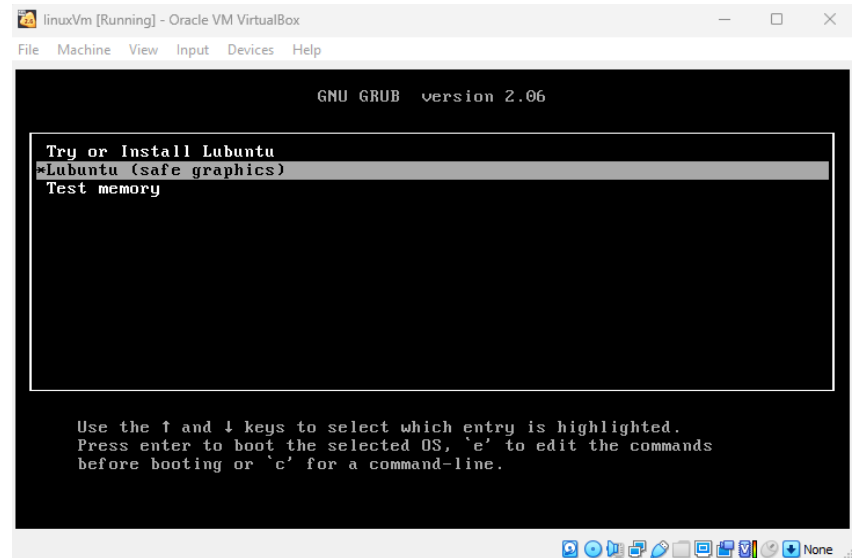 linuxVm [Running] - Oracle VM VirtualBox
File Machine View Input Devices Help
GNU GRUB version 2.06
Try or Install Lubuntu
*Lubuntu (safe graphics)
Test memory
Use the ↑ and ↓ keys to select which entry is highlighted.
Press enter to boot the selected OS, `e' to edit the commands
before booting or `c' for a command-line.
None